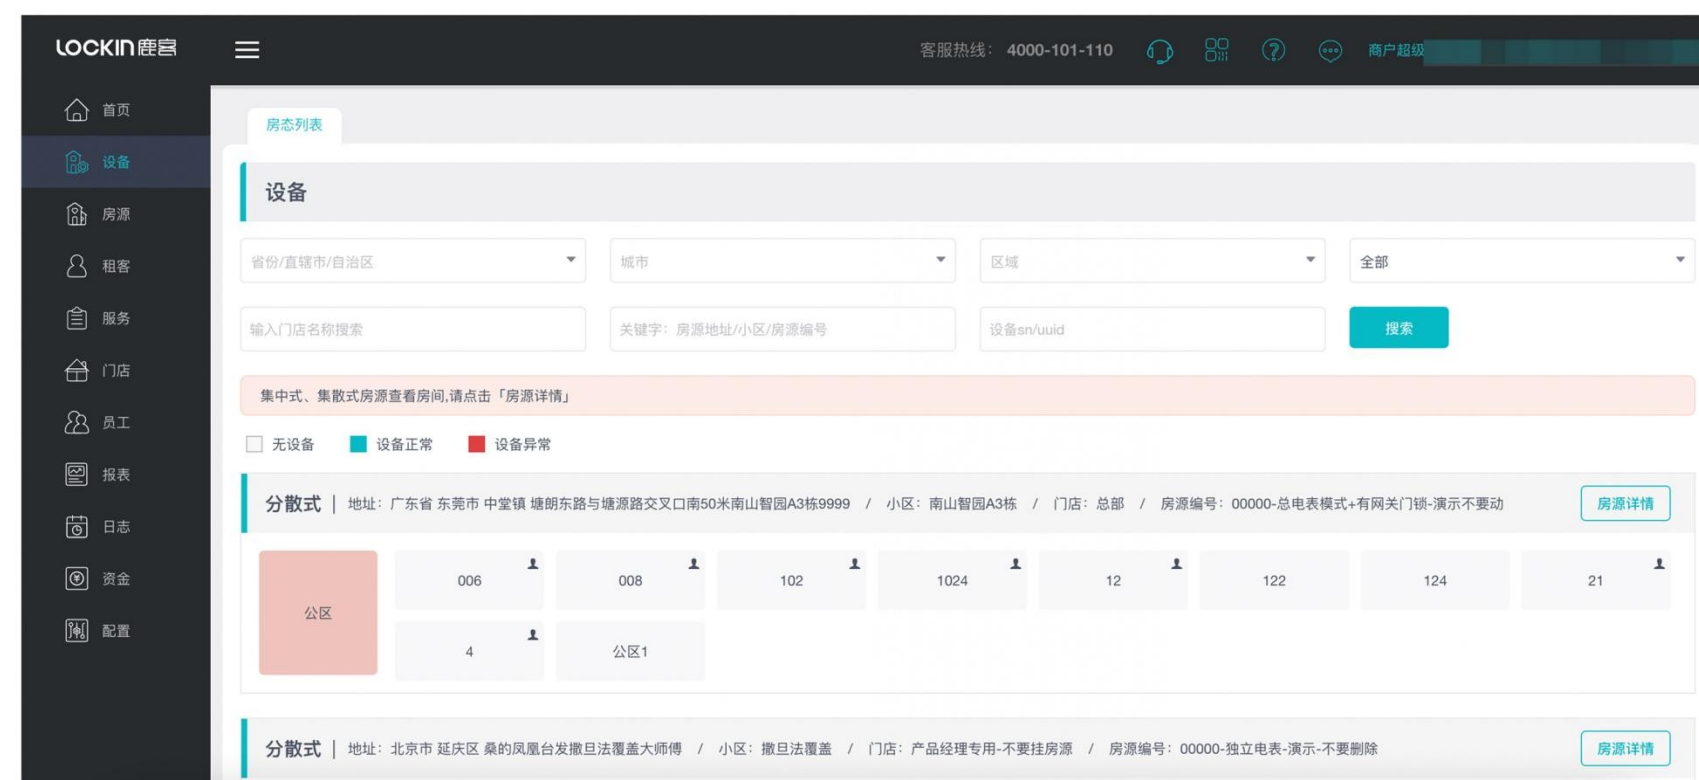 LOCKIN鹿客
客服热线：4000-101-110
商户超级
首页
设备
房源
租客
服务
门店
员工
报表
日志
资金
配置
房态列表
设备
省份/直辖市/自治区 城市 区域 全部
输入门店名称搜索 关键字：房源地址/小区/房源编号 设备sn/uuid 搜索
集中式、集散式房源查看房间,请点击「房源详情」
无设备 设备正常 设备异常
分散式 | 地址：广东省 东莞市 中堂镇 塘朗东路与塘源路交叉口南50米南山智园A3栋9999 / 小区：南山智园A3栋 / 门店：总部 / 房源编号：00000-总电表模式+有网关门锁-演示不要动 房源详情
公区
006 008 102 1024 12 122 124 21
4 公区1
分散式 | 地址：北京市 延庆区 桑的凤凰台发撒旦法覆盖大师傅 / 小区：撒旦法覆盖 / 门店：产品经理专用-不要挂房源 / 房源编号：00000-独立电表-演示-不要删除 房源详情